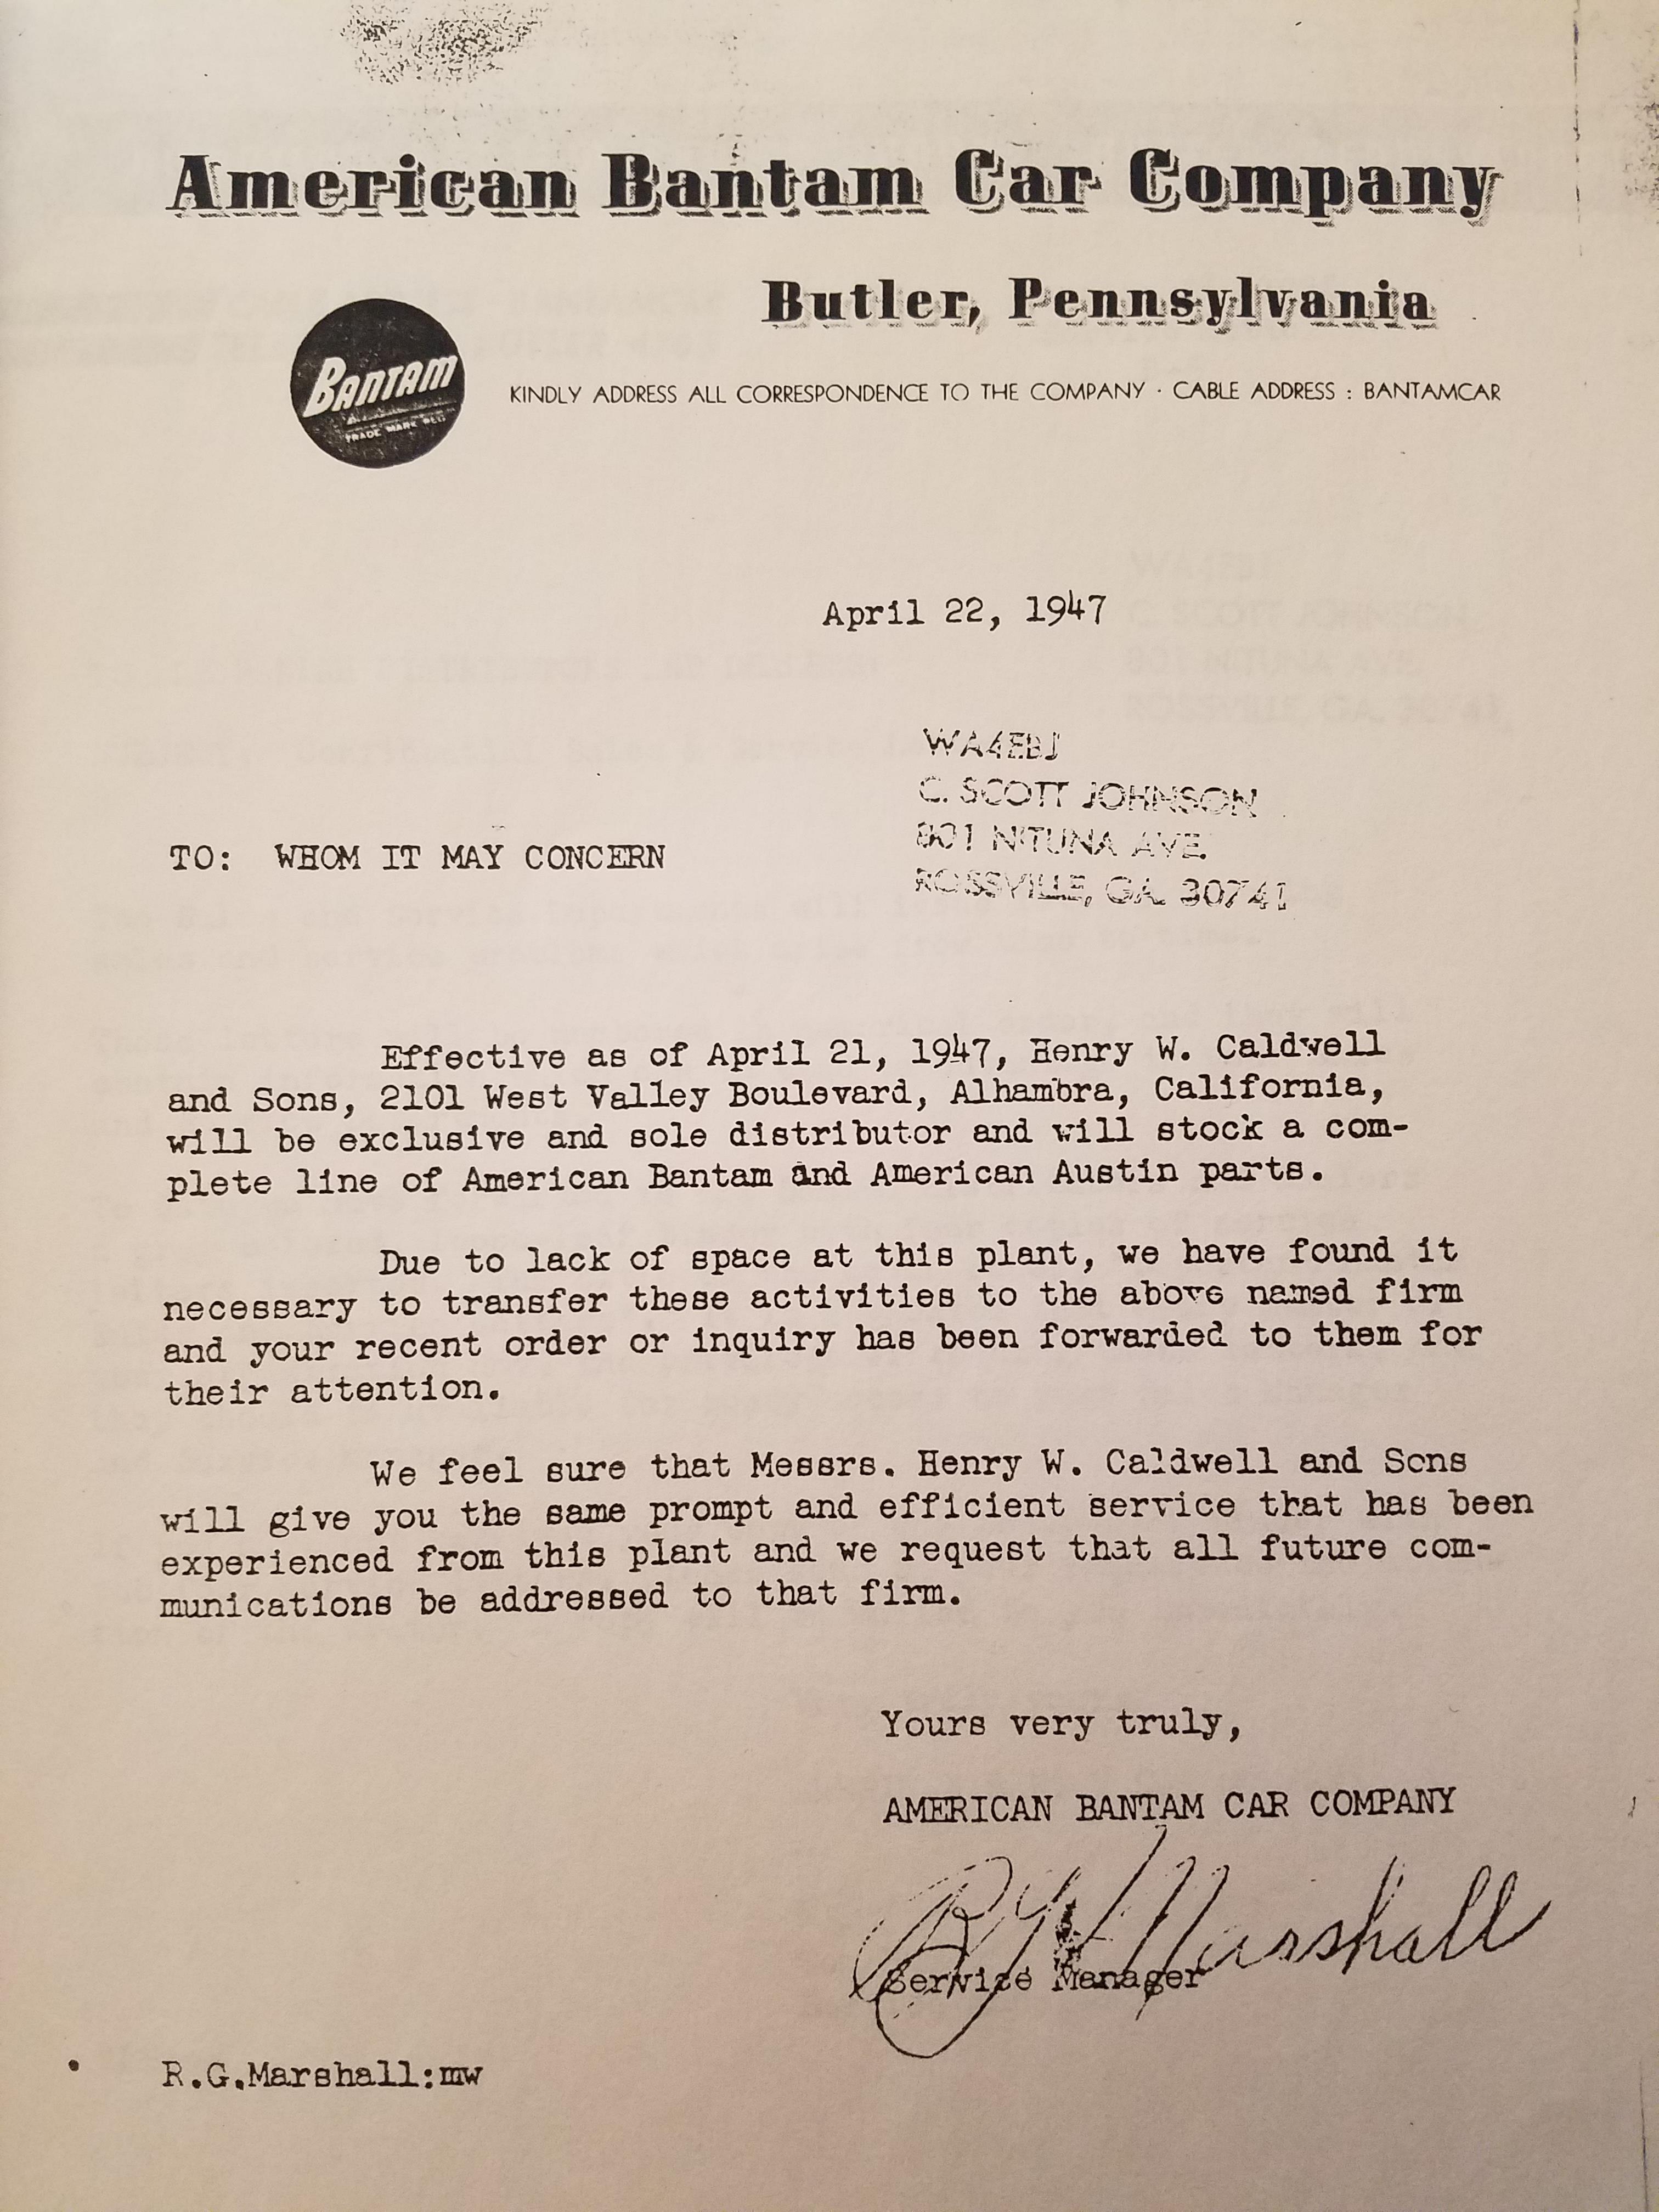 American Bantam Car Company
Butler, Pennsylvania
BANTAM
TRADE MARK REG
KINDLY ADDRESS ALL CORRESPONDENCE TO THE COMPANY · CABLE ADDRESS : BANTAMCAR
April 22, 1947
WA4EBJ
C. SCOTT JOHNSON
801 NITUNA AVE.
ROSSVILLE, GA. 30741
TO: WHOM IT MAY CONCERN
Effective as of April 21, 1947, Henry W. Caldwell
and Sons, 2101 West Valley Boulevard, Alhambra, California,
will be exclusive and sole distributor and will stock a com-
plete line of American Bantam and American Austin parts.
Due to lack of space at this plant, we have found it
necessary to transfer these activities to the above named firm
and your recent order or inquiry has been forwarded to them for
their attention.
We feel sure that Messrs. Henry W. Caldwell and Sons
will give you the same prompt and efficient service that has been
experienced from this plant and we request that all future com-
munications be addressed to that firm.
Yours very truly,
AMERICAN BANTAM CAR COMPANY
R G Marshall
Service Manager
R.G.Marshall:mw